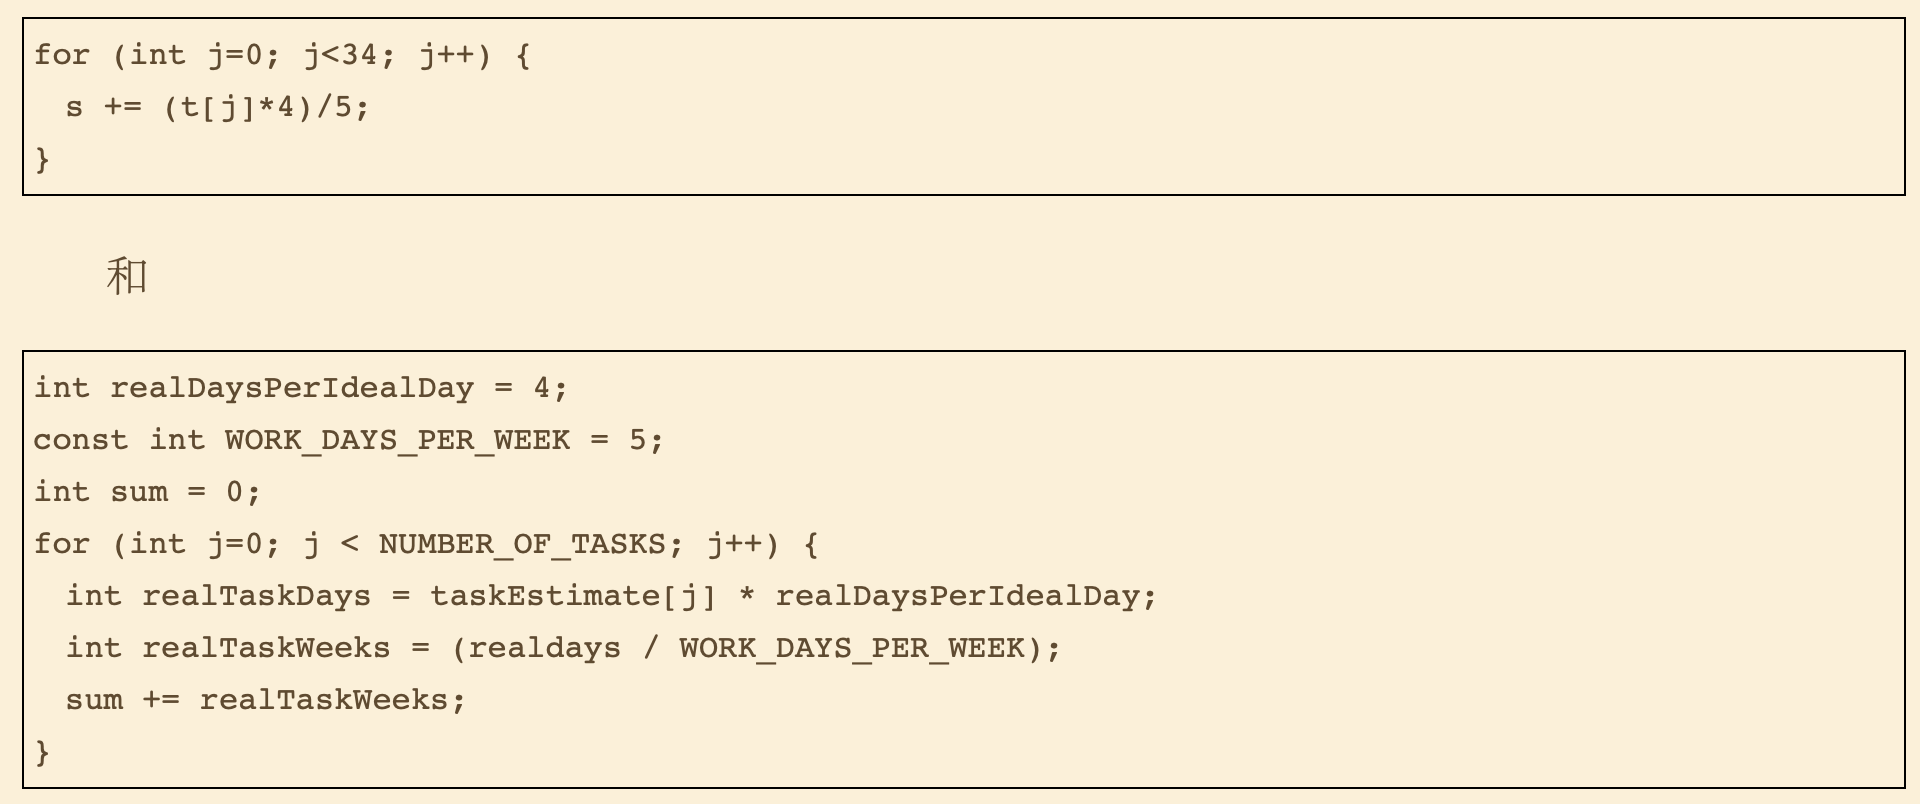 for (int j=0; j<34; j++) {
  s += (t[j]*4)/5;
}
和
int realDaysPerIdealDay = 4;
const int WORK_DAYS_PER_WEEK = 5;
int sum = 0;
for (int j=0; j < NUMBER_OF_TASKS; j++) {
  int realTaskDays = taskEstimate[j] * realDaysPerIdealDay;
  int realTaskWeeks = (realdays / WORK_DAYS_PER_WEEK);
  sum += realTaskWeeks;
}